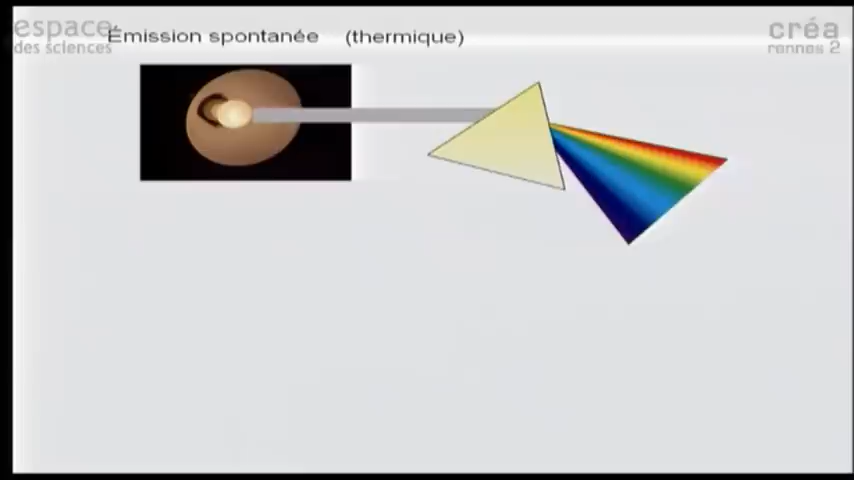 espace
des sciences
Émission spontanée (thermique)
créa
rennes 2